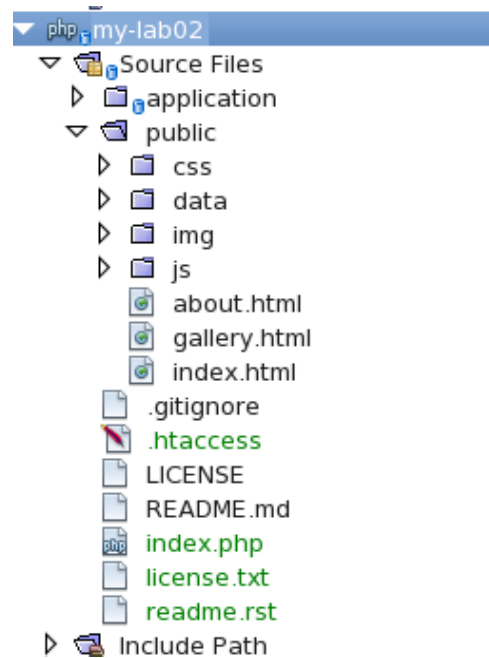 php my-lab02
Source Files
application
public
css
data
img
js
about.html
gallery.html
index.html
.gitignore
.htaccess
LICENSE
README.md
php index.php
license.txt
readme.rst
Include Path